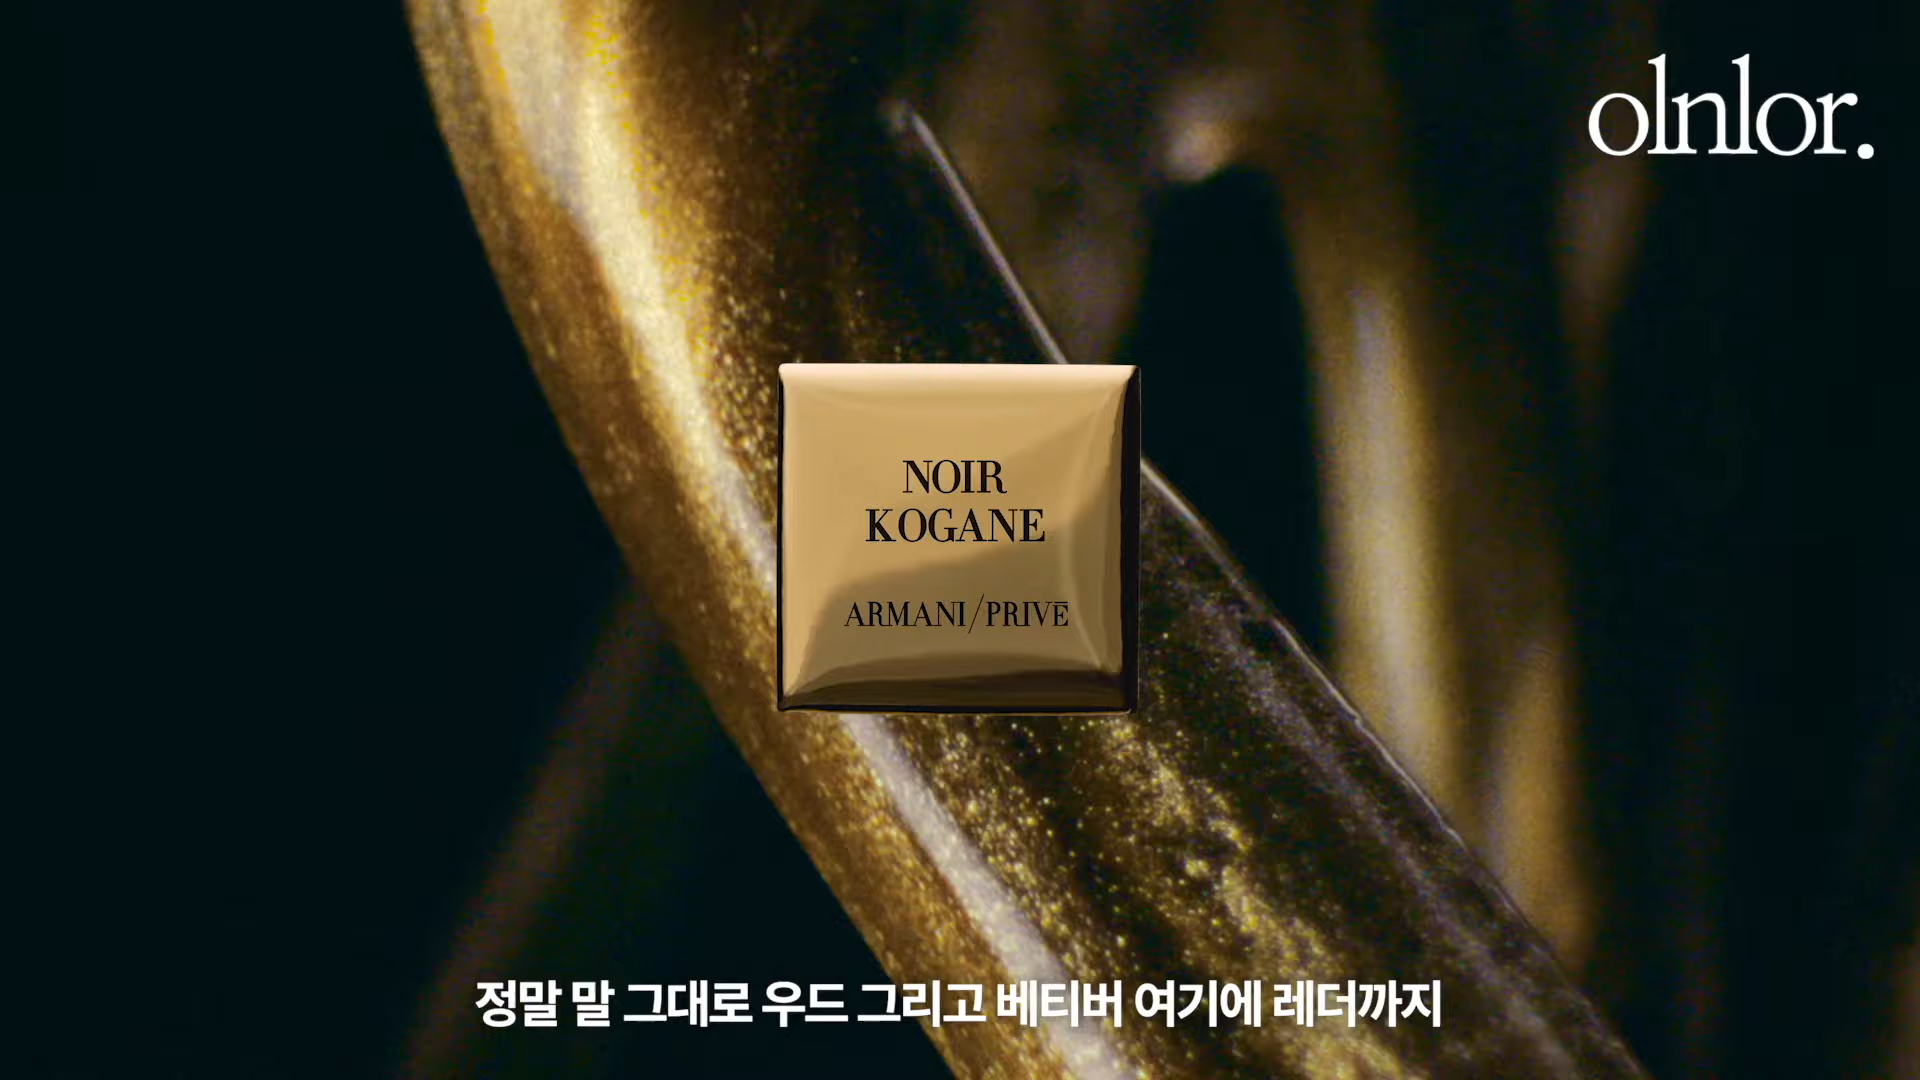 olnlor.
NOIR
KOGANE
ARMANI/PRIVĒ
정말 말 그대로 우드 그리고 베티버 여기에 레더까지